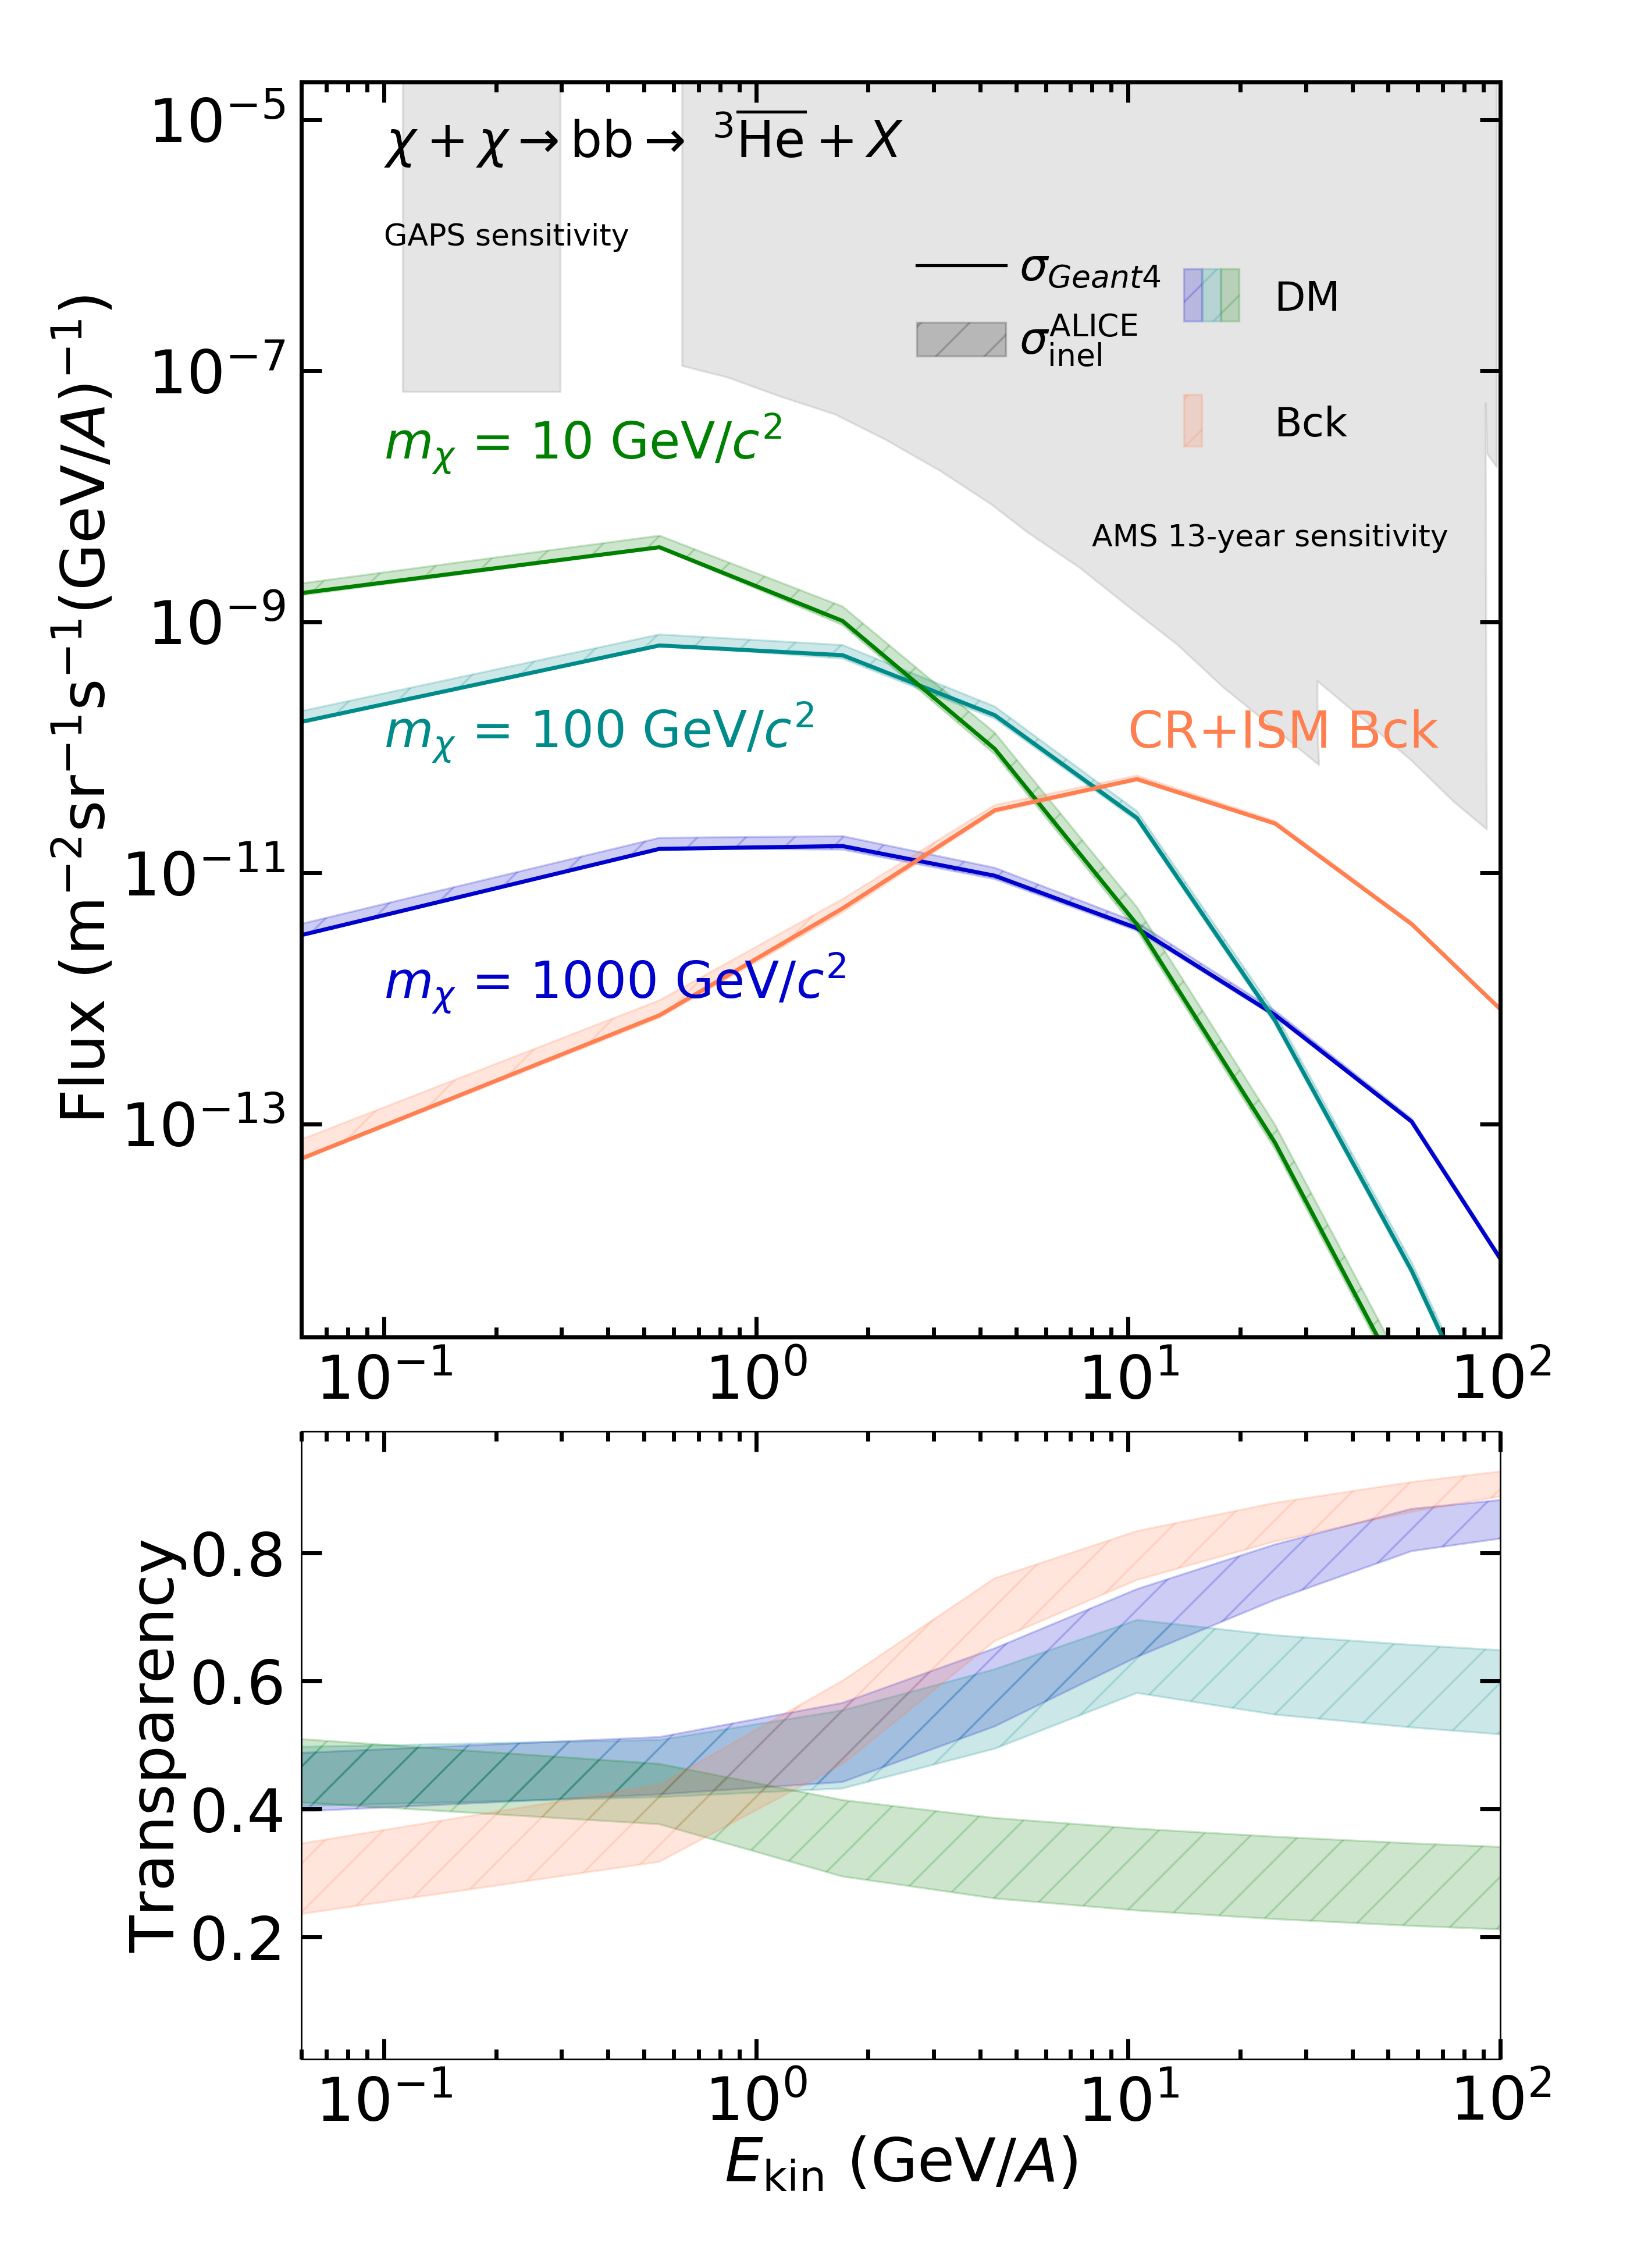 χ + χ → bb → ³H̅e̅ + X
GAPS sensitivity
σ_Geant4
σ_inel^ALICE
DM
Bck
AMS 13-year sensitivity
m_χ = 10 GeV/c²
m_χ = 100 GeV/c²
CR+ISM Bck
m_χ = 1000 GeV/c²
Flux (m⁻²sr⁻¹s⁻¹(GeV/A)⁻¹)
10⁻⁵
10⁻⁷
10⁻⁹
10⁻¹¹
10⁻¹³
10⁻¹ 10⁰ 10¹ 10²
Transparency
0.8
0.6
0.4
0.2
10⁻¹ 10⁰ 10¹ 10²
E_kin (GeV/A)